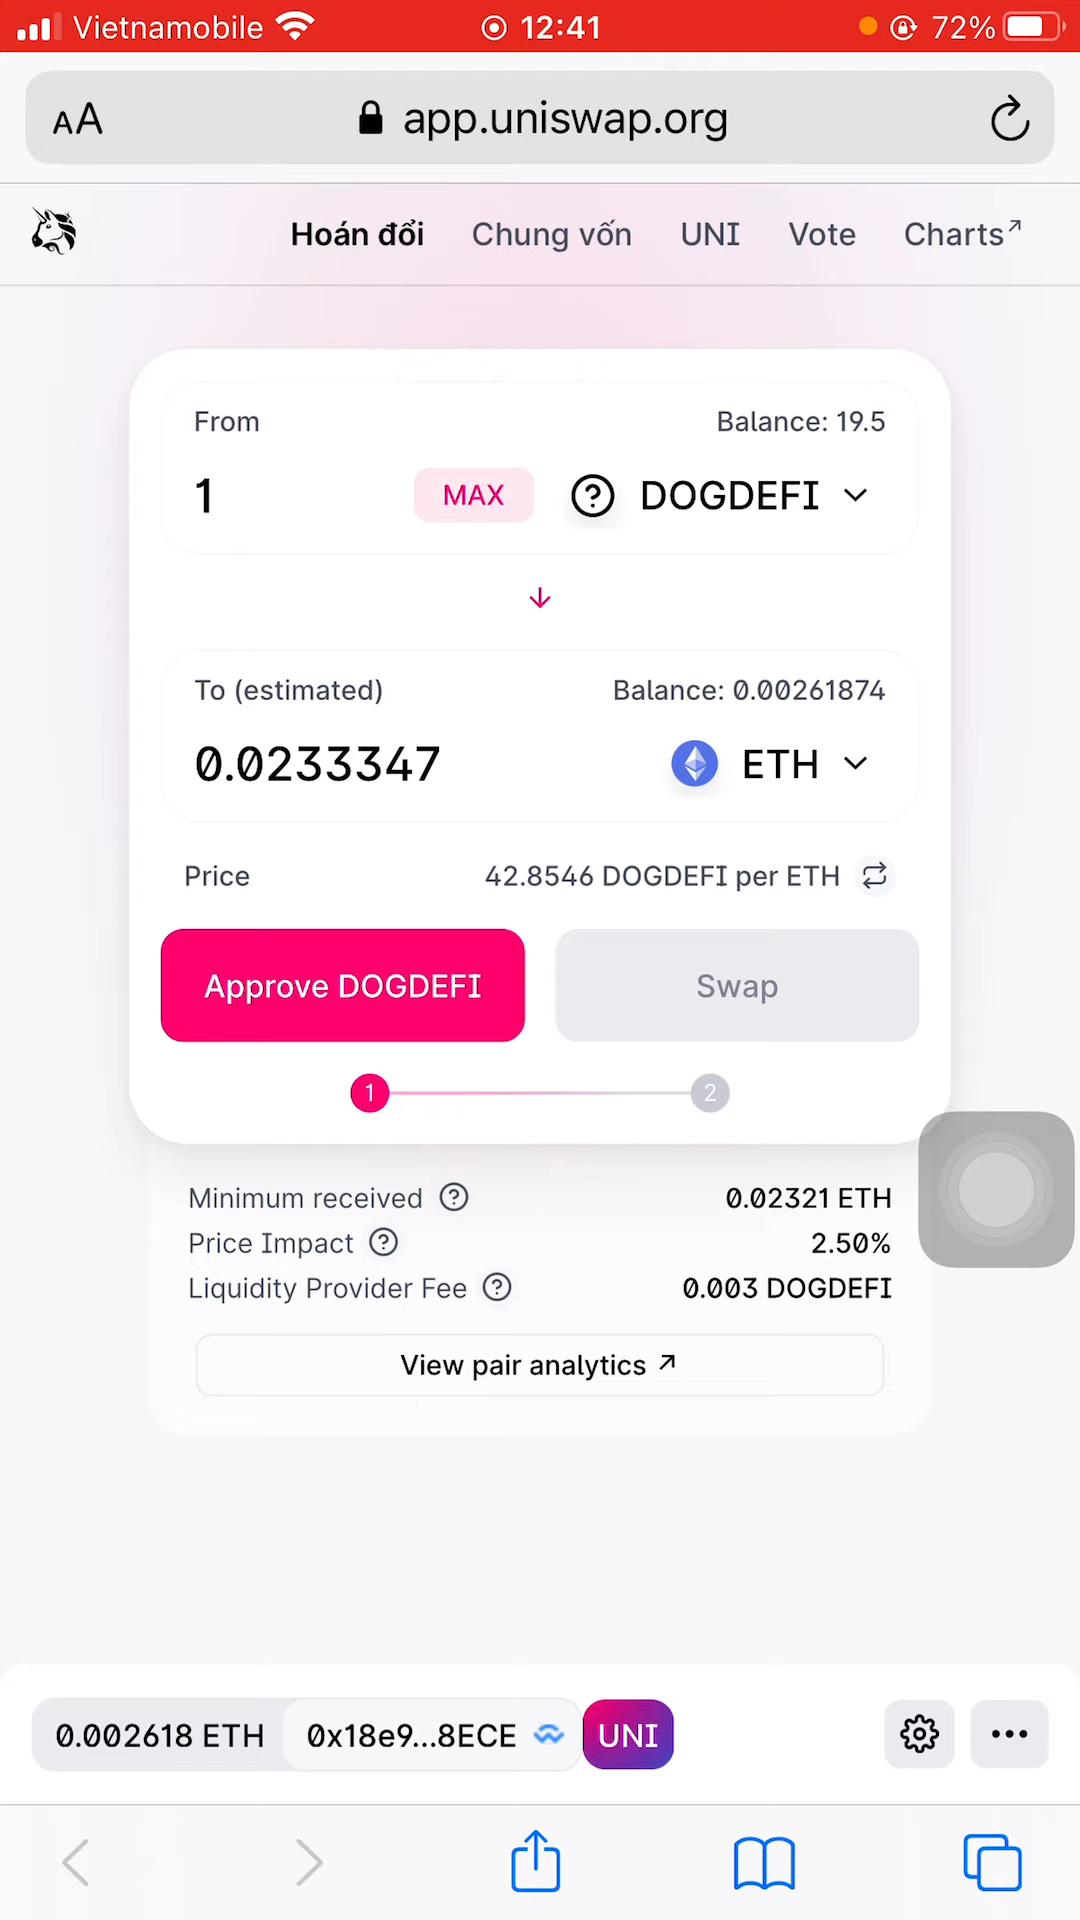 Vietnamobile 12:41 72%
AA app.uniswap.org
Hoán đổi Chung vốn UNI Vote Charts↗
From Balance: 19.5
1 MAX ? DOGDEFI
To (estimated) Balance: 0.00261874
0.0233347 ETH
Price 42.8546 DOGDEFI per ETH
Approve DOGDEFI Swap
1 2
Minimum received ? 0.02321 ETH
Price Impact ? 2.50%
Liquidity Provider Fee ? 0.003 DOGDEFI
View pair analytics ↗
0.002618 ETH 0x18e9...8ECE UNI